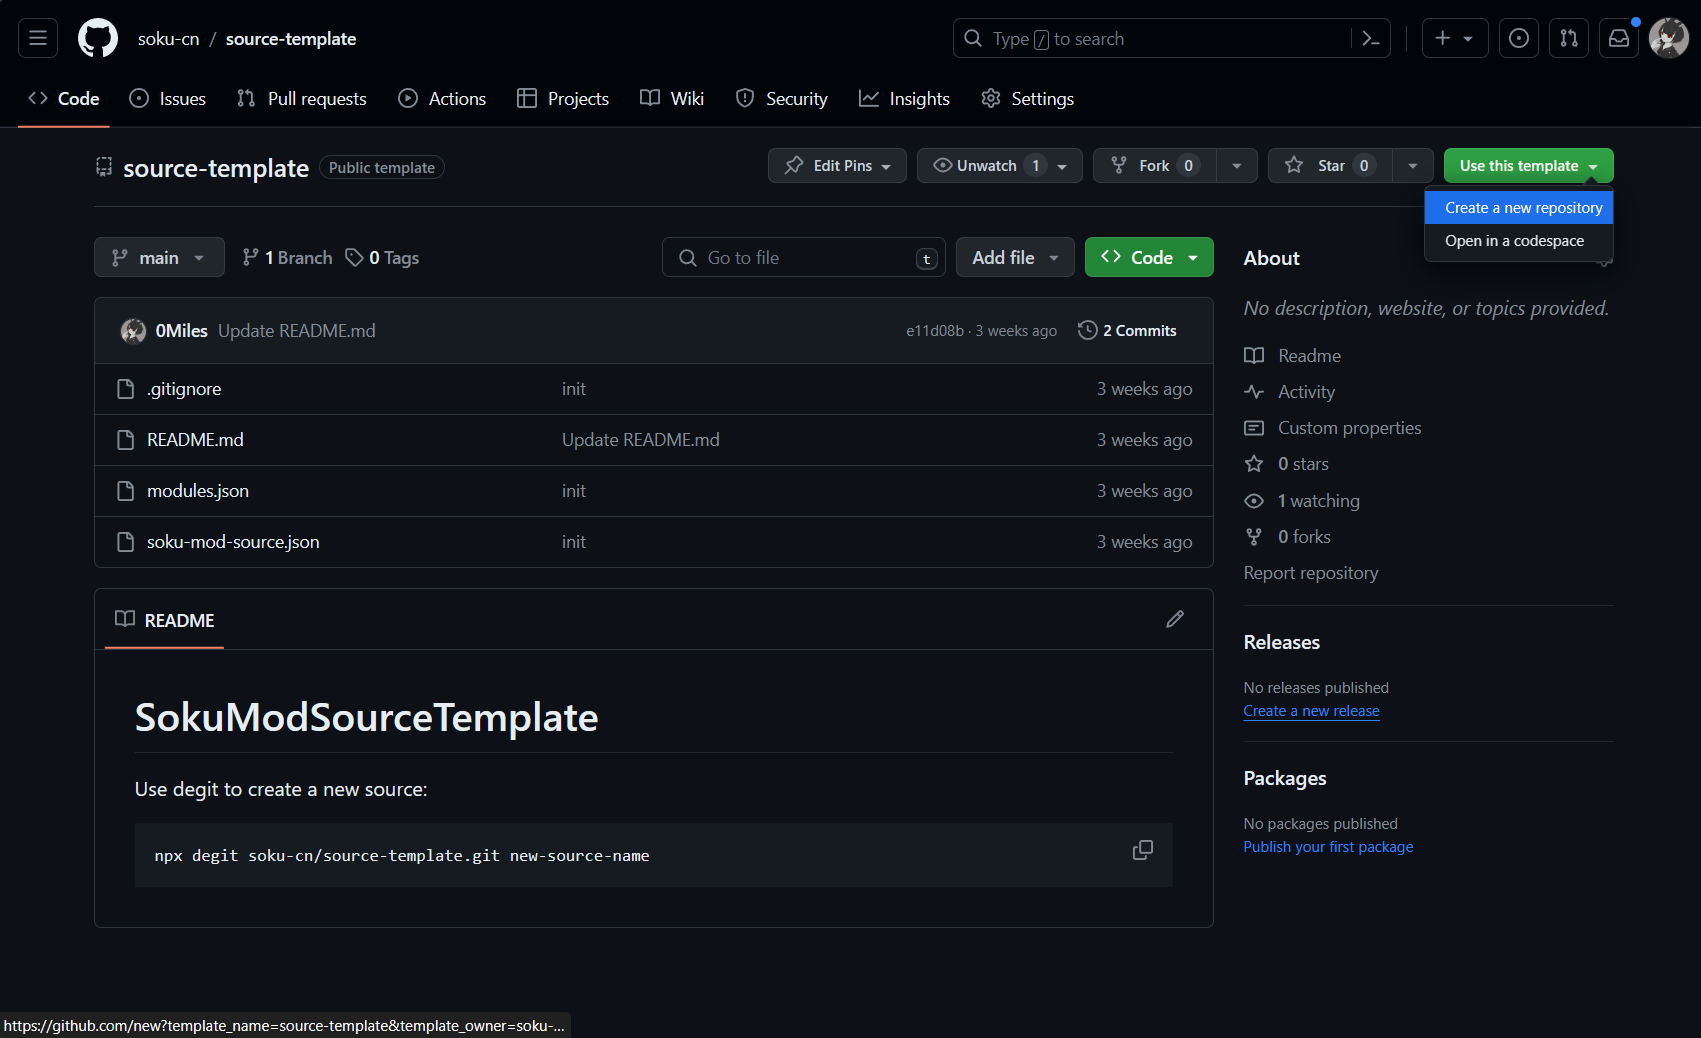 soku-cn / source-template
Type / to search
Code Issues Pull requests Actions Projects Wiki Security Insights Settings
source-template Public template
Edit Pins Unwatch 1 Fork 0 Star 0 Use this template
Create a new repository
Open in a codespace
main 1 Branch 0 Tags
Go to file t Add file Code
0Miles Update README.md e11d08b · 3 weeks ago 2 Commits
.gitignore init 3 weeks ago
README.md Update README.md 3 weeks ago
modules.json init 3 weeks ago
soku-mod-source.json init 3 weeks ago
README
SokuModSourceTemplate
Use degit to create a new source:
npx degit soku-cn/source-template.git new-source-name
About
No description, website, or topics provided.
Readme
Activity
Custom properties
0 stars
1 watching
0 forks
Report repository
Releases
No releases published
Create a new release
Packages
No packages published
Publish your first package
https://github.com/new?template_name=source-template&template_owner=soku-...